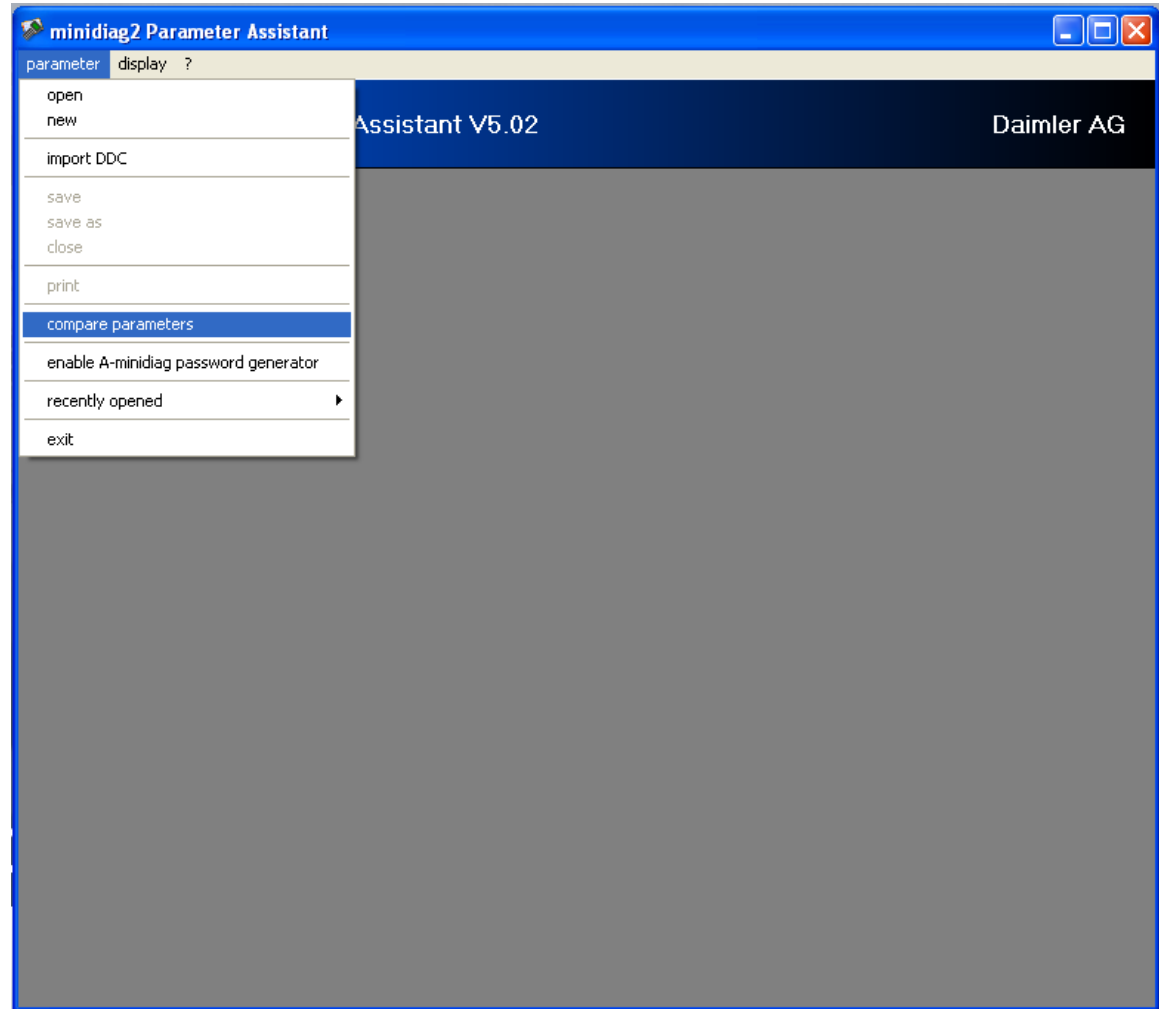 minidiag2 Parameter Assistant
parameter display ?
open
new
Assistant V5.02 Daimler AG
import DDC
save
save as
close
print
compare parameters
enable A-minidiag password generator
recently opened
exit